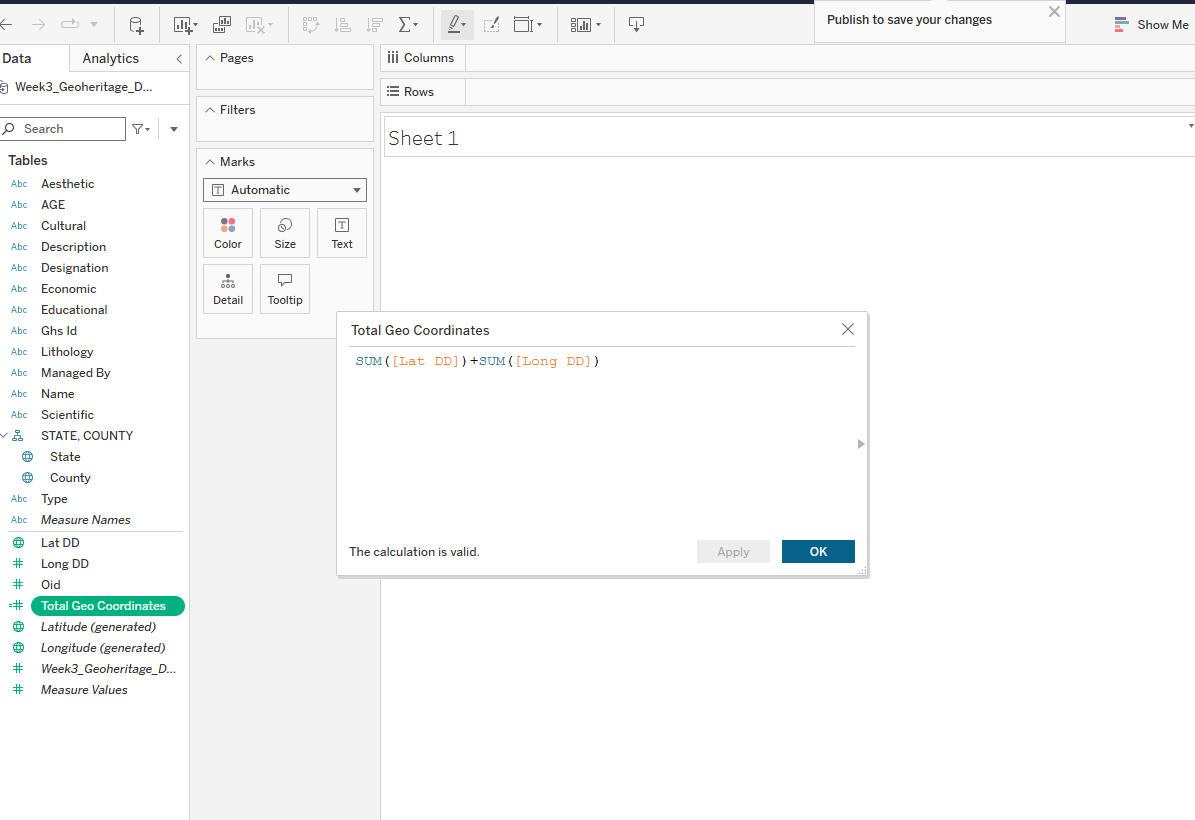 Publish to save your changes
Show Me
Data
Analytics
Pages
Columns
Week3_Geoheritage_D...
Rows
Filters
Search
Sheet 1
Tables
Marks
Automatic
Color
Size
Text
Detail
Tooltip
Abc Aesthetic
Abc AGE
Abc Cultural
Abc Description
Abc Designation
Abc Economic
Abc Educational
Abc Ghs Id
Abc Lithology
Abc Managed By
Abc Name
Abc Scientific
STATE, COUNTY
State
County
Abc Type
Abc Measure Names
Lat DD
Long DD
Oid
Total Geo Coordinates
Latitude (generated)
Longitude (generated)
Week3_Geoheritage_D...
Measure Values
Total Geo Coordinates
SUM([Lat DD])+SUM([Long DD])
The calculation is valid.
Apply
OK